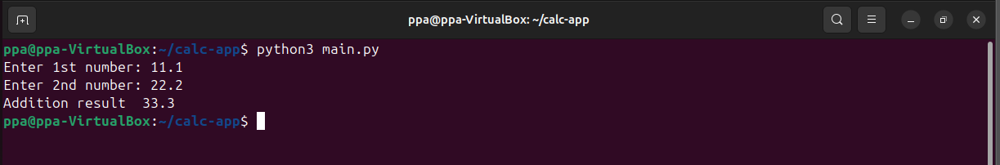 ppa@ppa-VirtualBox: ~/calc-app
ppa@ppa-VirtualBox:~/calc-app$ python3 main.py
Enter 1st number: 11.1
Enter 2nd number: 22.2
Addition result  33.3
ppa@ppa-VirtualBox:~/calc-app$